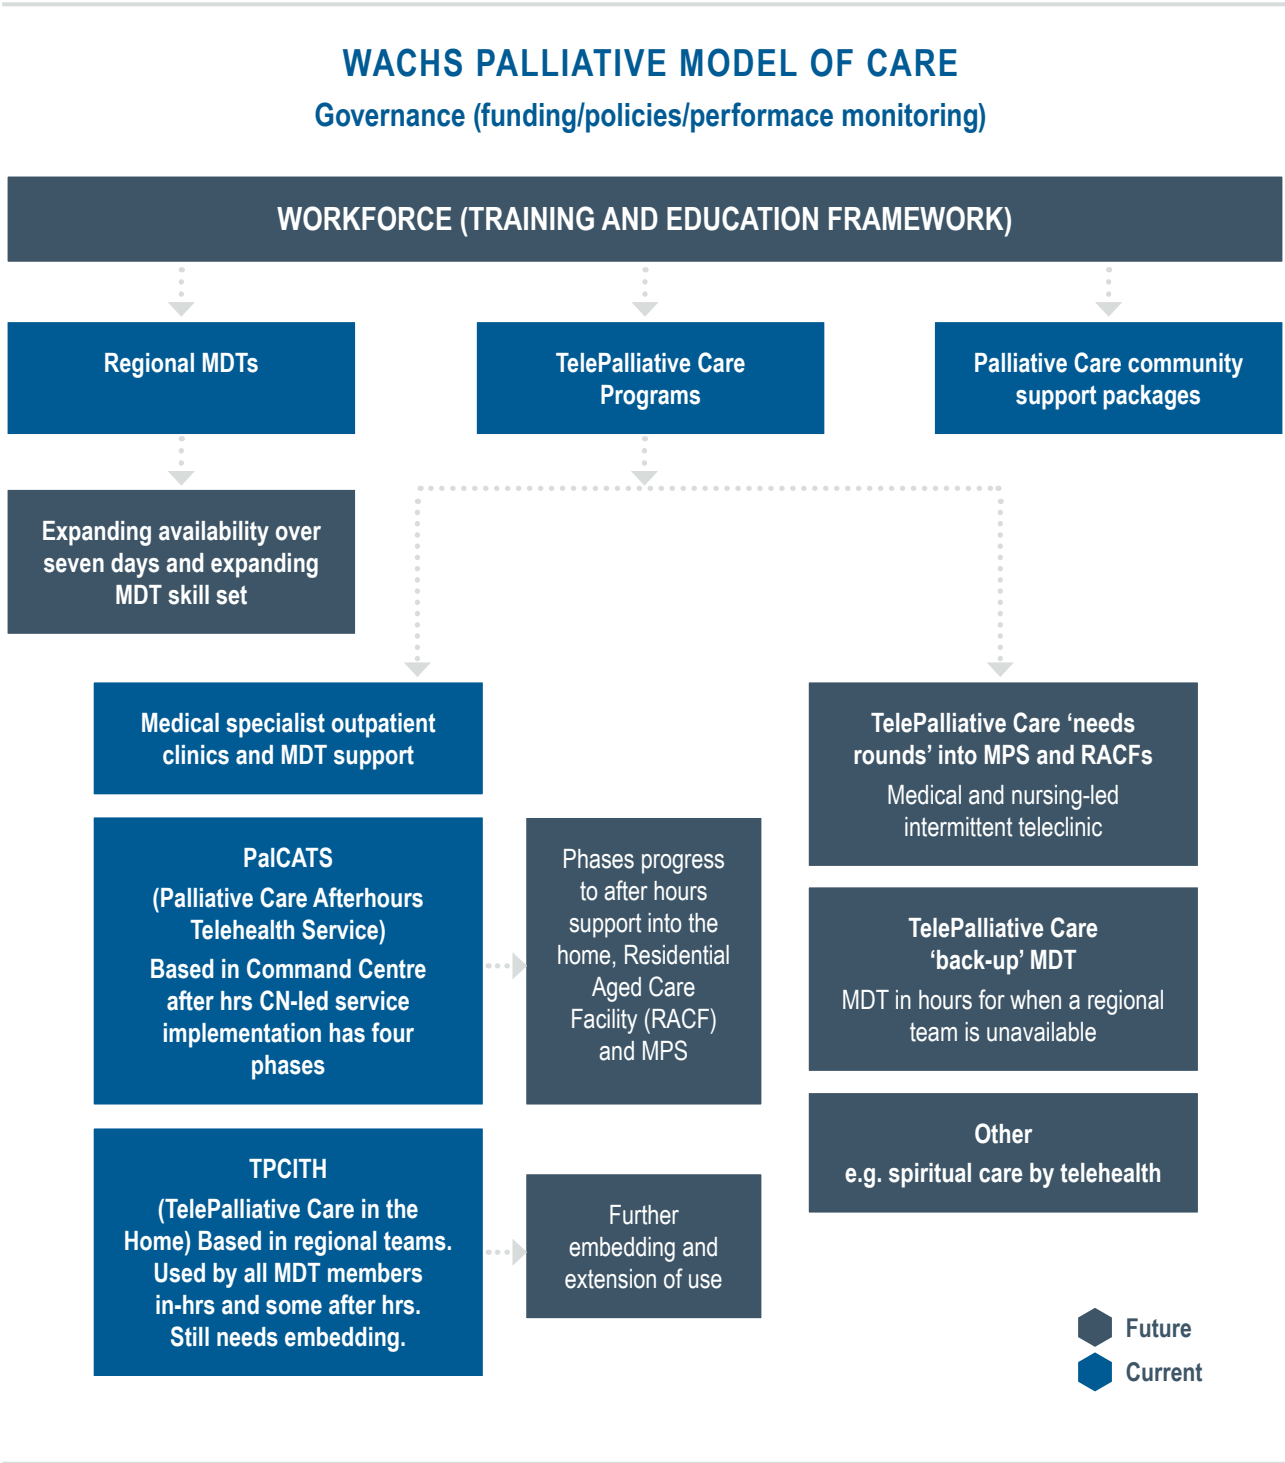 WACHS PALLIATIVE MODEL OF CARE
Governance (funding/policies/performace monitoring)
WORKFORCE (TRAINING AND EDUCATION FRAMEWORK)
Regional MDTs
TelePalliative Care
Programs
Palliative Care community
support packages
Expanding availability over
seven days and expanding
MDT skill set
Medical specialist outpatient
clinics and MDT support
PalCATS
(Palliative Care Afterhours
Telehealth Service)
Based in Command Centre
after hrs CN-led service
implementation has four
phases
Phases progress
to after hours
support into the
home, Residential
Aged Care
Facility (RACF)
and MPS
TPCITH
(TelePalliative Care in the
Home) Based in regional teams.
Used by all MDT members
in-hrs and some after hrs.
Still needs embedding.
Further
embedding and
extension of use
TelePalliative Care ‘needs
rounds’ into MPS and RACFs
Medical and nursing-led
intermittent teleclinic
TelePalliative Care
‘back-up’ MDT
MDT in hours for when a regional
team is unavailable
Other
e.g. spiritual care by telehealth
Future
Current